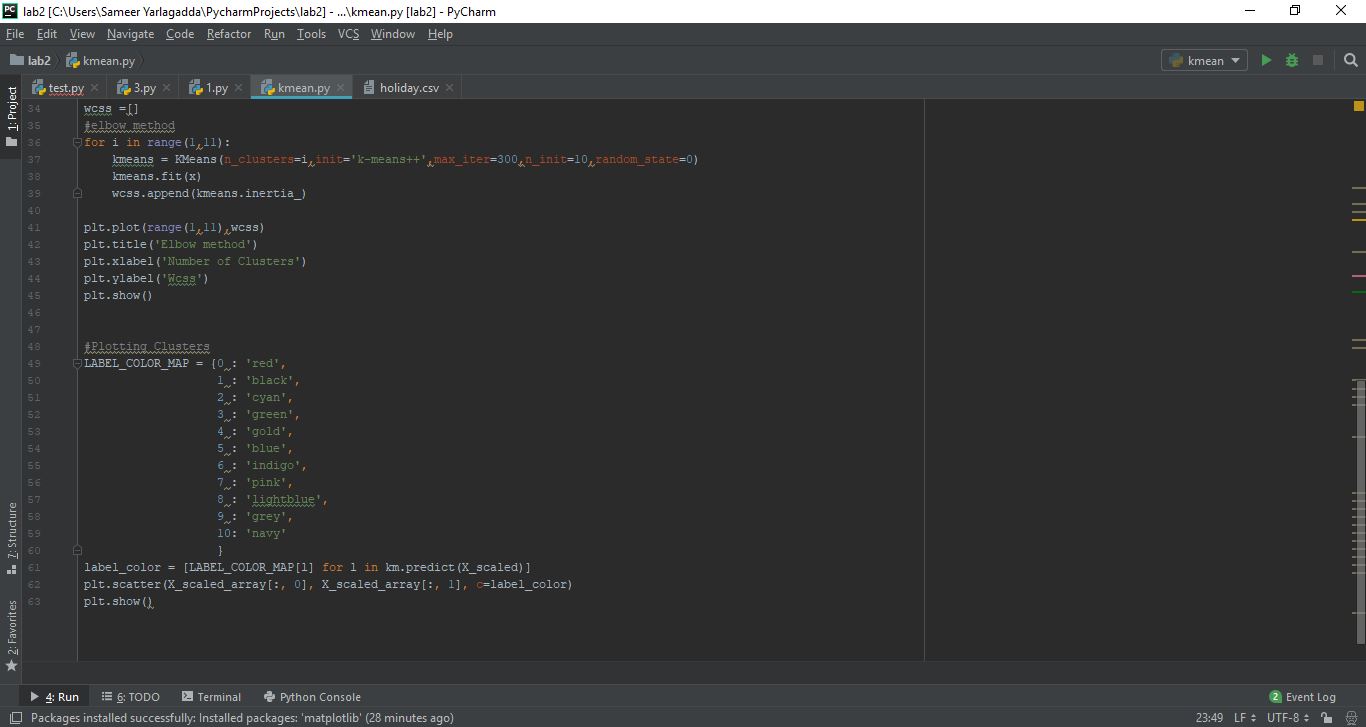 PC lab2 [C:\Users\Sameer Yarlagadda\PycharmProjects\lab2] - ...\kmean.py [lab2] - PyCharm
File Edit View Navigate Code Refactor Run Tools VCS Window Help
lab2 kmean.py kmean
test.py 3.py 1.py kmean.py holiday.csv
1: Project
7: Structure
2: Favorites
34 wcss =[]
35 #elbow method
36 for i in range(1,11):
37     kmeans = KMeans(n_clusters=i,init='k-means++',max_iter=300,n_init=10,random_state=0)
38     kmeans.fit(x)
39     wcss.append(kmeans.inertia_)
40
41 plt.plot(range(1,11),wcss)
42 plt.title('Elbow method')
43 plt.xlabel('Number of Clusters')
44 plt.ylabel('Wcss')
45 plt.show()
46
47
48 #Plotting Clusters
49 LABEL_COLOR_MAP = {0 : 'red',
50                    1 : 'black',
51                    2 : 'cyan',
52                    3 : 'green',
53                    4 : 'gold',
54                    5 : 'blue',
55                    6 : 'indigo',
56                    7 : 'pink',
57                    8 : 'lightblue',
58                    9 : 'grey',
59                    10: 'navy'
60                    }
61 label_color = [LABEL_COLOR_MAP[l] for l in km.predict(X_scaled)]
62 plt.scatter(X_scaled_array[:, 0], X_scaled_array[:, 1], c=label_color)
63 plt.show()
4: Run 6: TODO Terminal Python Console 2 Event Log
Packages installed successfully: Installed packages: 'matplotlib' (28 minutes ago) 23:49 LF UTF-8